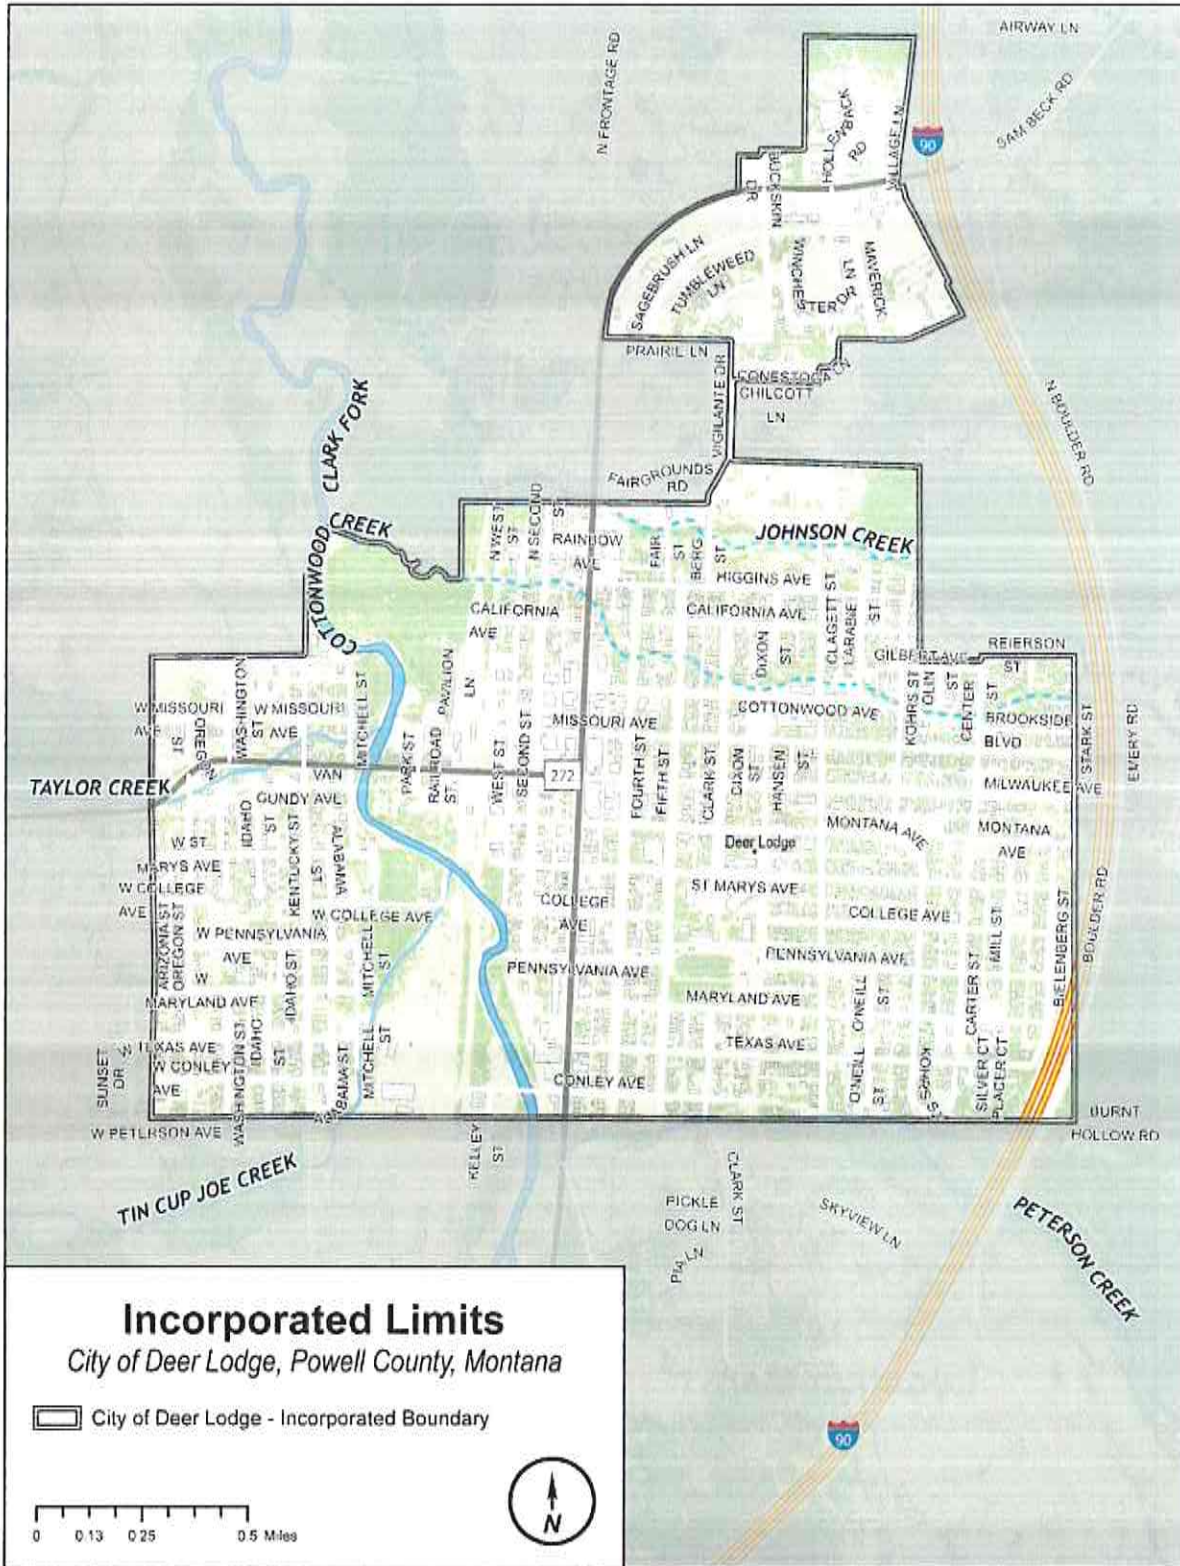 AIRWAY LN
N FRONTAGE RD
SAM BECK RD
HOLLENBACK
RD
VILLAGE LN
90
BUCKSKIN
DR
SAGEBRUSH LN
TUMBLEWEED
LN
WINCHES
TER DR
LN
MAVERICK
PRAIRIE LN
VIGILANTE DR
CONESTOGA LN
CHILCOTT
LN
N BOULDER RD
CLARK FORK
FAIRGROUNDS
RD
COTTONWOOD
CREEK
N WEST
ST
N SECOND
ST
RAINBOW
AVE
FAIR
ST
BERG
ST
JOHNSON CREEK
HIGGINS AVE
CALIFORNIA
AVE
CALIFORNIA AVE
CLAGETT ST
LARABIE
ST
DIXON
ST
GILBERT AVE
REIERSON
ST
COTTONWOOD
W MISSOURI
AVE
OREGON
ST
WASHINGTON
ST
W MISSOURI
AVE
MITCHELL ST
PAVILION
LN
MISSOURI AVE
COTTONWOOD AVE
KOHRS ST
OLEN
ST
CENTER
ST
BROOKSIDE
BLVD
STARK ST
EMERY RD
TAYLOR CREEK
VAN
GUNDY AVE
PARK ST
RAILROAD
ST
WEST ST
SECOND ST
272
FOURTH ST
FIFTH ST
CLARK ST
DIXON
ST
HANSEN
ST
MILWAUKEE AVE
W ST
MARYS AVE
IDAHO
ST
KENTUCKY ST
ST
ALABAMA
Deer Lodge
MONTANA AVE
MONTANA
AVE
W COLLEGE
AVE
ARIZONA ST
OREGON ST
W COLLEGE AVE
COLLEGE
AVE
ST MARYS AVE
COLLEGE AVE
BOULDER RD
W PENNSYLVANIA
AVE
MITCHELL
ST
PENNSYLVANIA AVE
PENNSYLVANIA AVE
MILL ST
BIELENBERG ST
W
MARYLAND AVE
IDAHO ST
MARYLAND AVE
O'NEILL
ST
CARTER ST
TEXAS AVE
W CONLEY
AVE
SUNSET
DR
WASHINGTON ST
IDAHO
ST
ALABAMA ST
MITCHELL
ST
CONLEY AVE
TEXAS AVE
O'NEILL
ST
KOHRS
ST
SILVER CT
PLACER CT
W PETERSON AVE
BURNT
HOLLOW RD
KELLEY
ST
TIN CUP JOE CREEK
CLARK ST
PICKLE
DOG LN
PIA LN
SKYVIEW LN
PETERSON CREEK
90
Incorporated Limits
City of Deer Lodge, Powell County, Montana
City of Deer Lodge - Incorporated Boundary
0 0.13 0.25 0.5 Miles
N